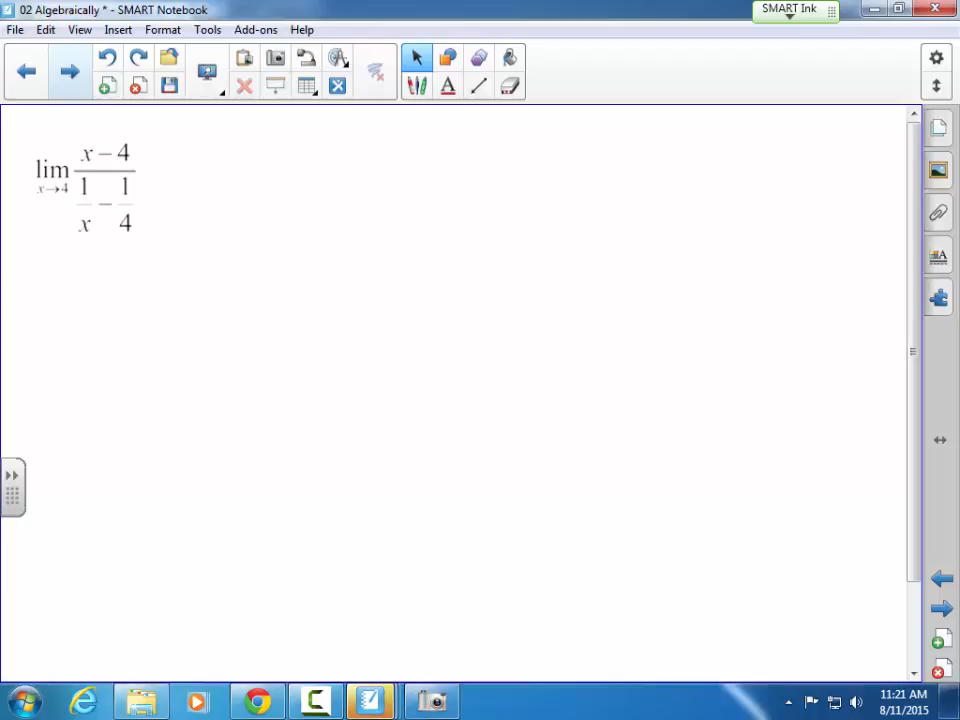 02 Algebraically * - SMART Notebook
SMART Ink
File Edit View Insert Format Tools Add-ons Help
lim x→4 (x – 4) / (1/x – 1/4)
11:21 AM
8/11/2015